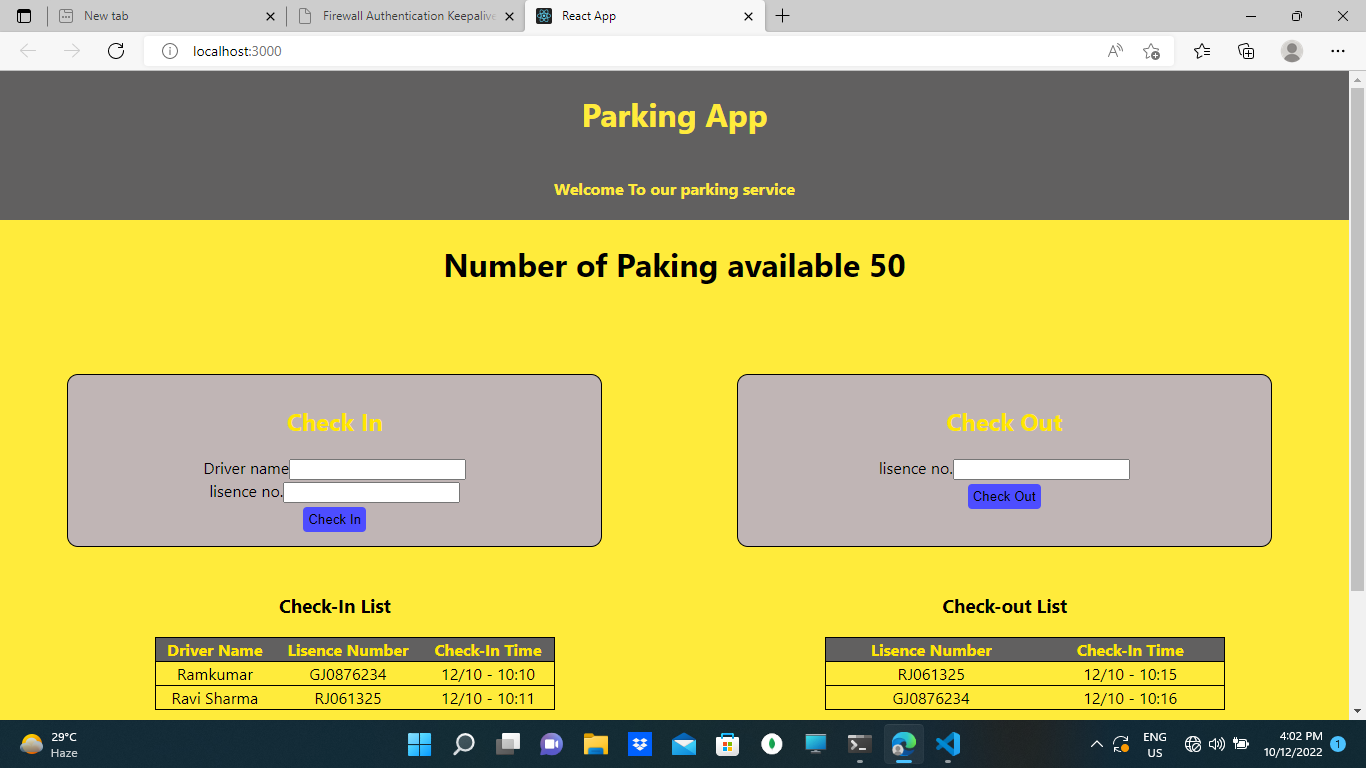 New tab
Firewall Authentication Keepalive
React App
localhost:3000
Parking App
Welcome To our parking service
Number of Paking available 50
Check In
Driver name
lisence no.
Check In
Check Out
lisence no.
Check Out
Check-In List
Driver Name Lisence Number Check-In Time
Ramkumar GJ0876234 12/10 - 10:10
Ravi Sharma RJ061325 12/10 - 10:11
Check-out List
Lisence Number Check-In Time
RJ061325 12/10 - 10:15
GJ0876234 12/10 - 10:16
29°C
Haze
ENG
US
4:02 PM
10/12/2022
1